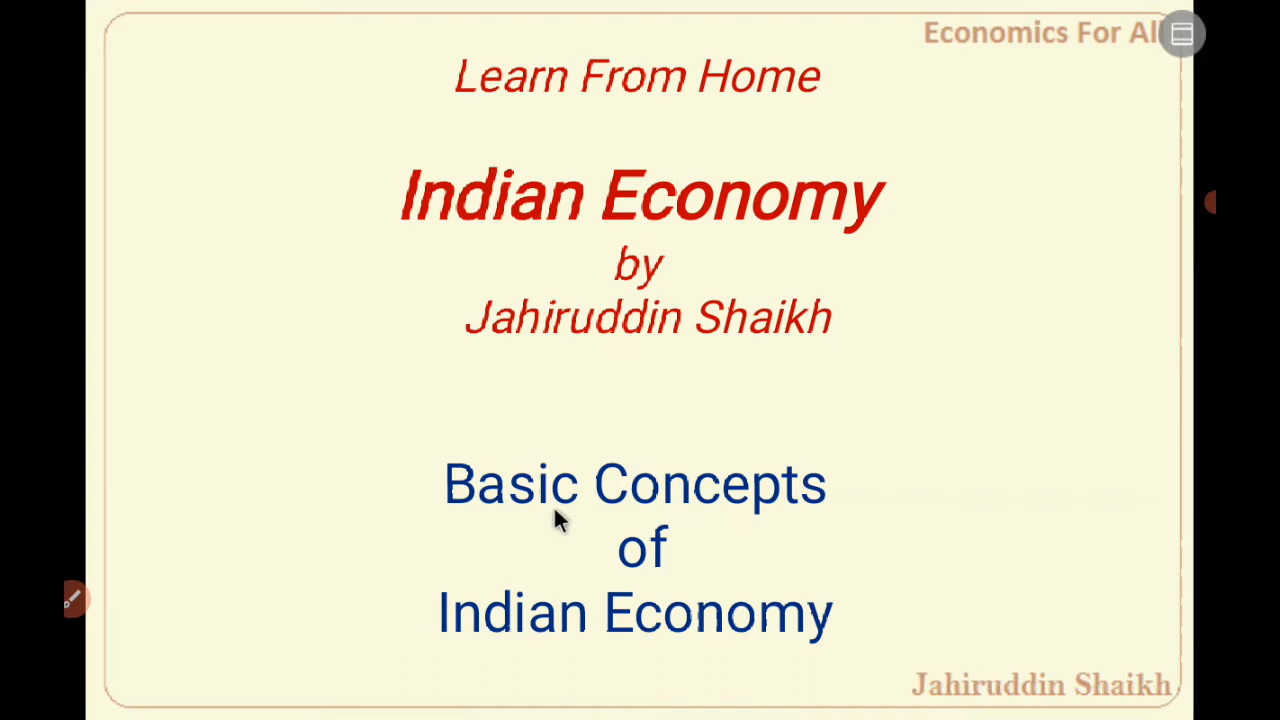 Economics For All
Learn From Home
Indian Economy
by
Jahiruddin Shaikh
Basic Concepts
of
Indian Economy
Jahiruddin Shaikh